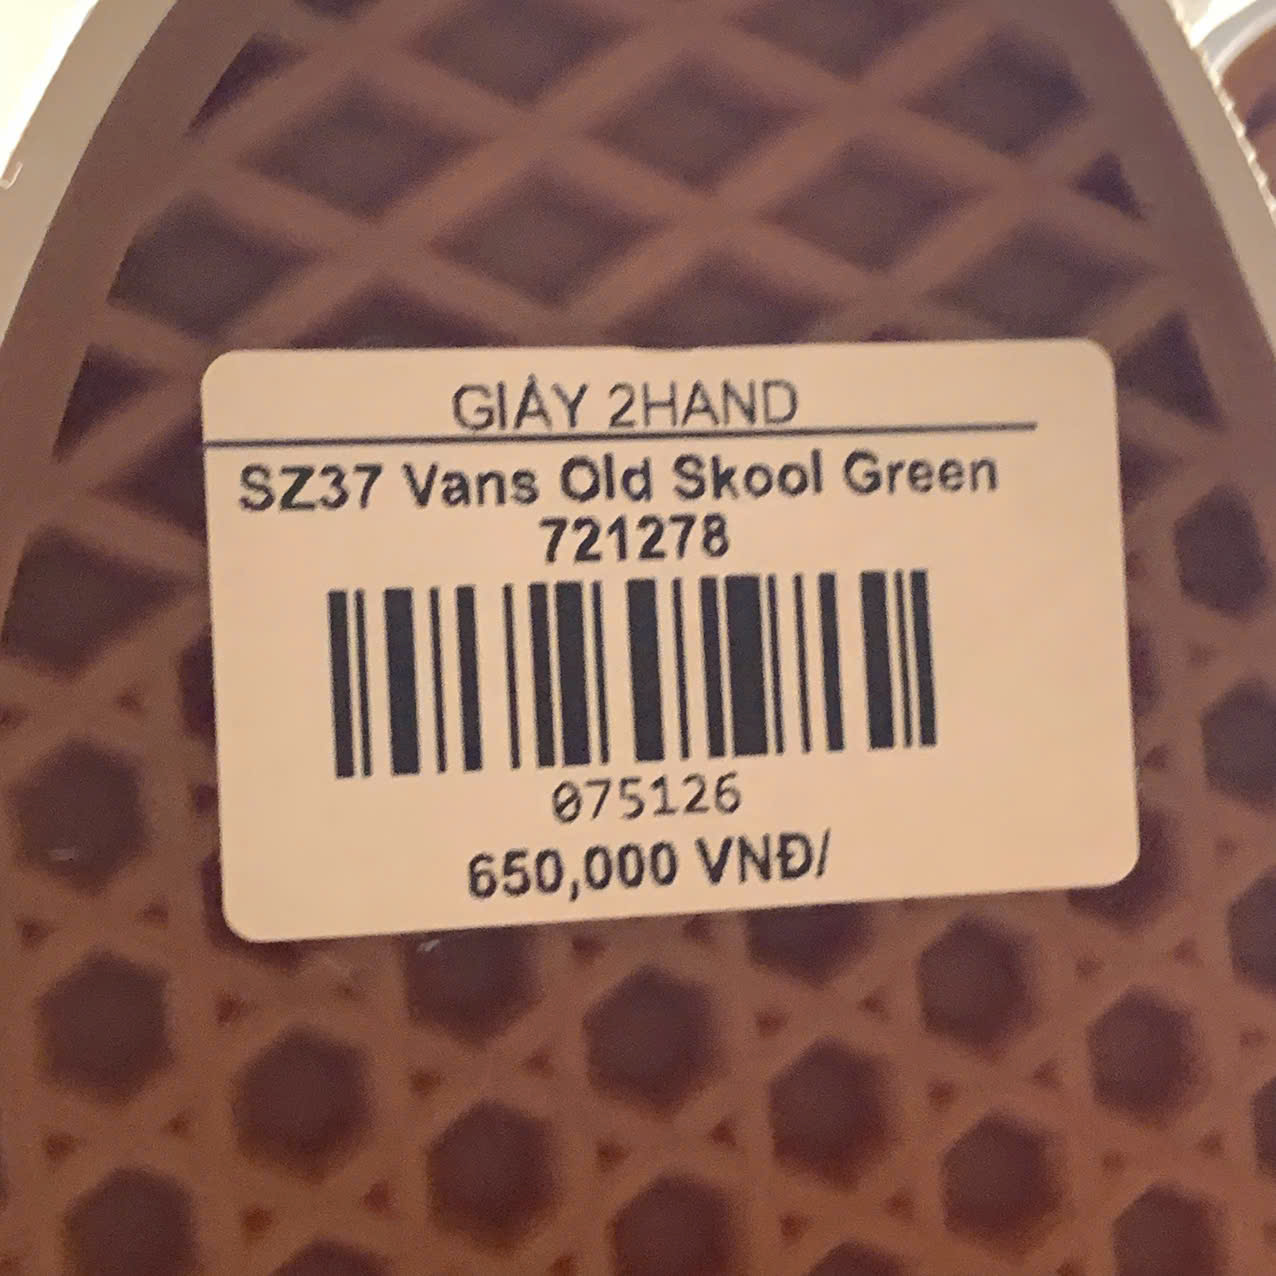 GIÀY 2HAND
SZ37 Vans Old Skool Green
721278
075126
650,000 VNĐ/